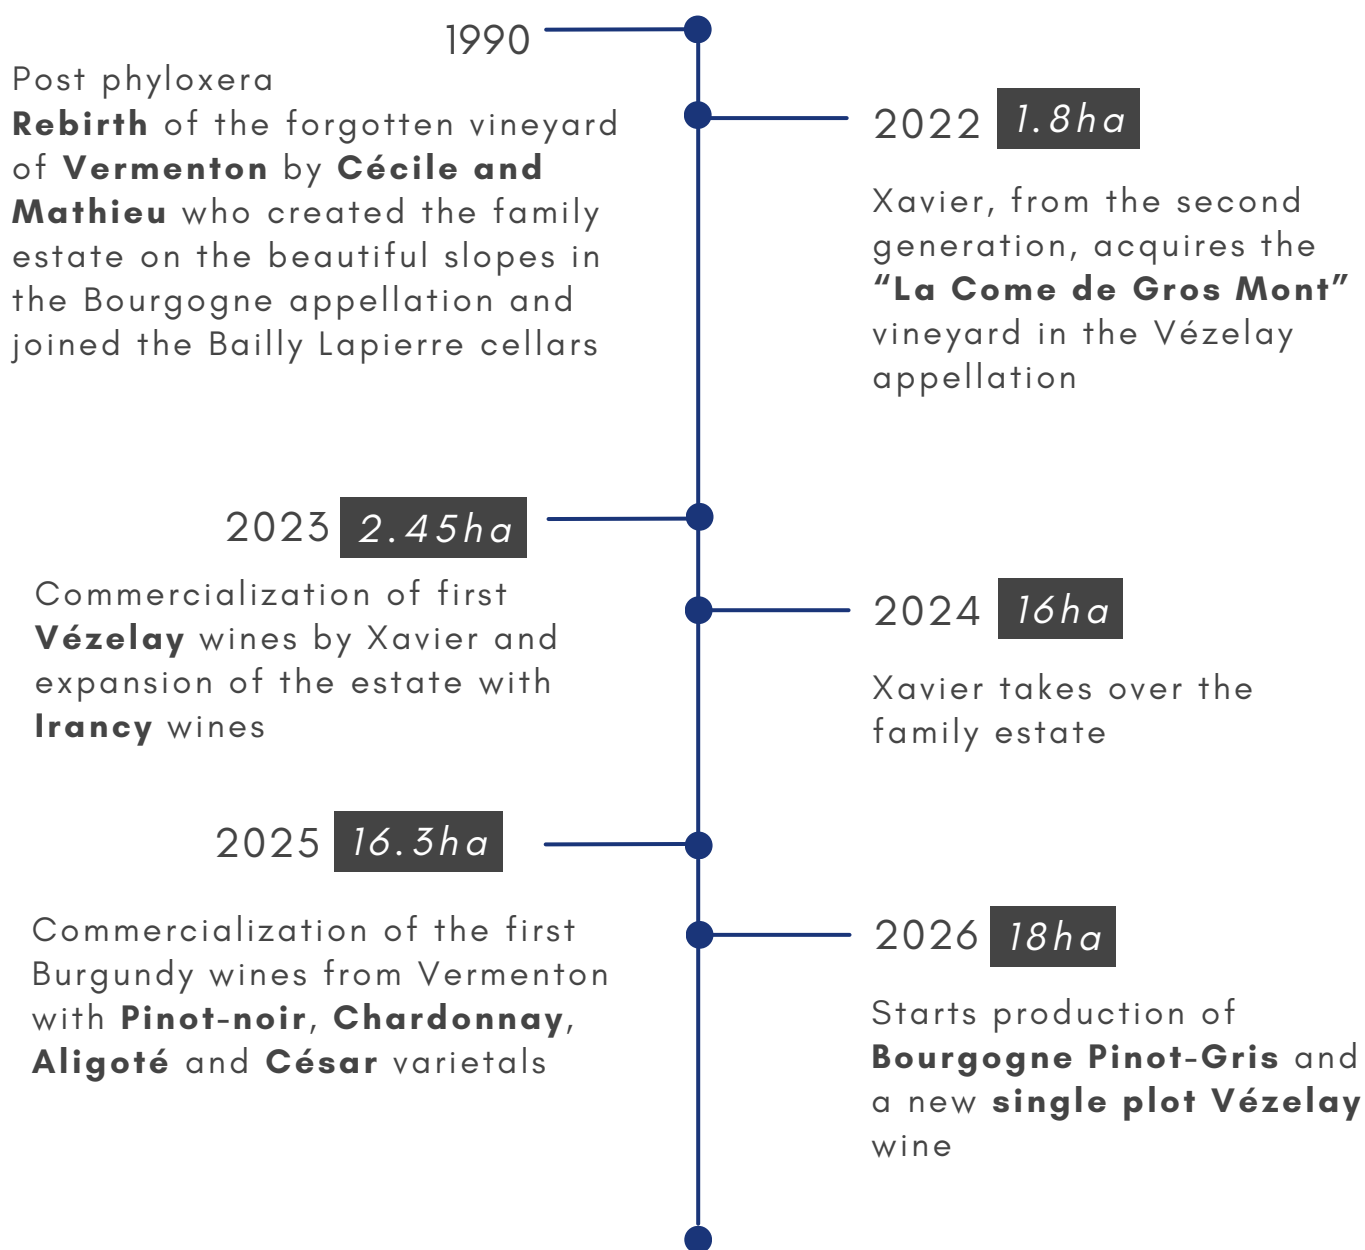 1990
Post phyloxera
Rebirth of the forgotten vineyard
of Vermenton by Cécile and
Mathieu who created the family
estate on the beautiful slopes in
the Bourgogne appellation and
joined the Bailly Lapierre cellars
2022 1.8ha
Xavier, from the second
generation, acquires the
“La Come de Gros Mont”
vineyard in the Vézelay
appellation
2023 2.45ha
Commercialization of first
Vézelay wines by Xavier and
expansion of the estate with
Irancy wines
2024 16ha
Xavier takes over the
family estate
2025 16.3ha
Commercialization of the first
Burgundy wines from Vermenton
with Pinot-noir, Chardonnay,
Aligoté and César varietals
2026 18ha
Starts production of
Bourgogne Pinot-Gris and
a new single plot Vézelay
wine